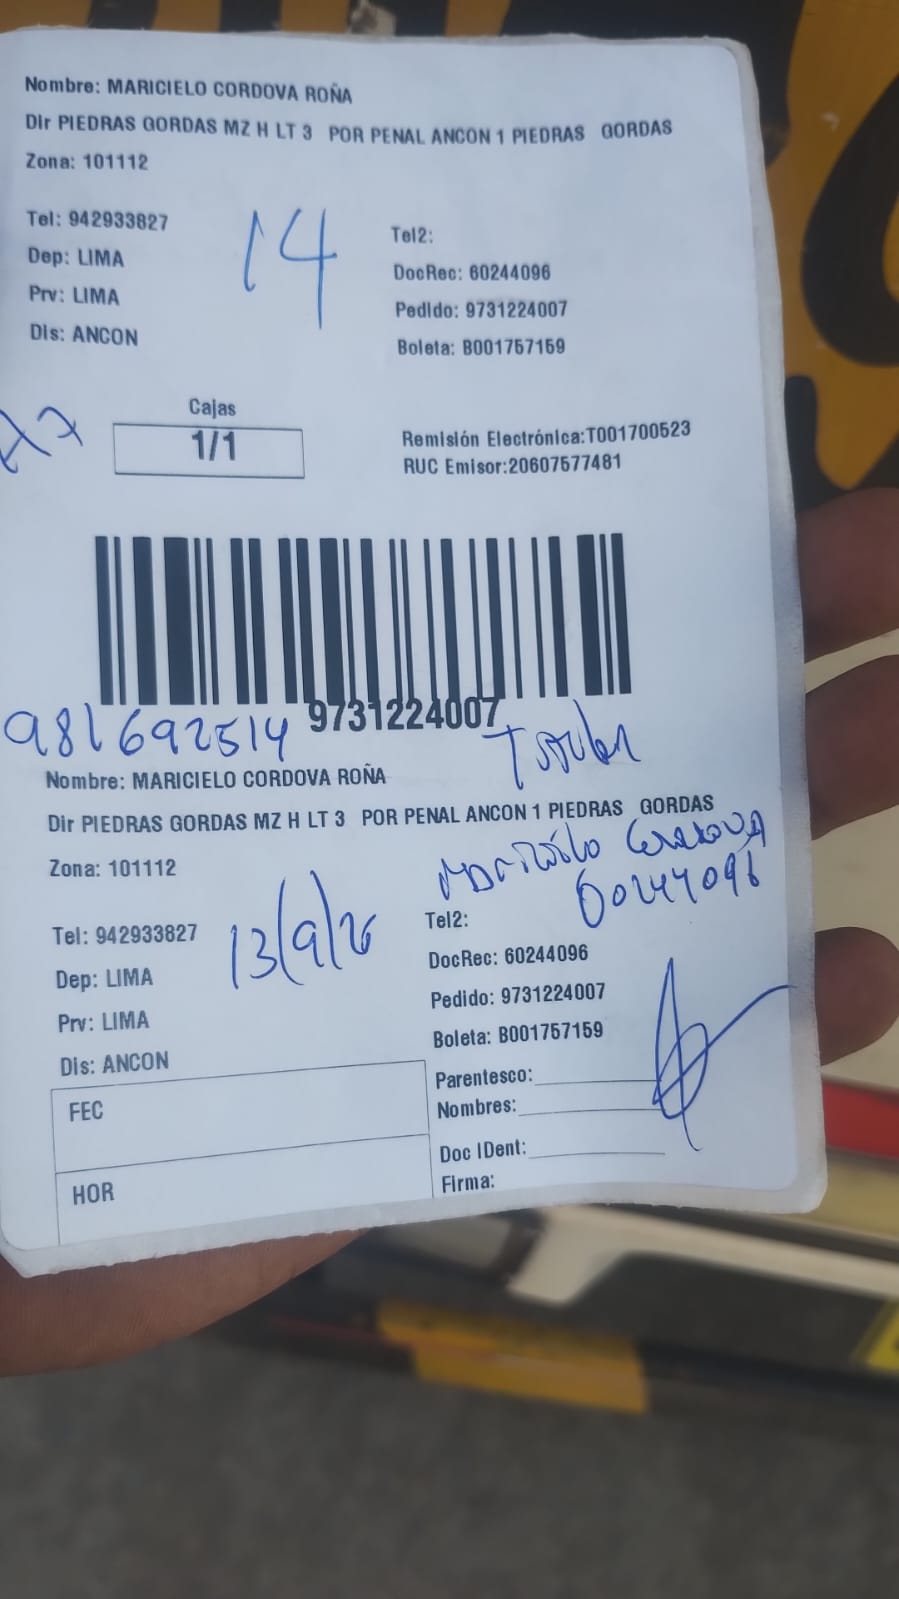 Nombre: MARICIELO CORDOVA ROÑA
Dir PIEDRAS GORDAS MZ H LT 3 POR PENAL ANCON 1 PIEDRAS GORDAS
Zona: 101112
Tel: 942933827
14
Tel2:
Dep: LIMA
DocRec: 60244096
Prv: LIMA
Pedido: 9731224007
Dis: ANCON
Boleta: B001757159
Cajas
1/1
Remisión Electrónica:T001700523
RUC Emisor:20607577481
9731224007
981692514
Nombre: MARICIELO CORDOVA ROÑA
Dir PIEDRAS GORDAS MZ H LT 3 POR PENAL ANCON 1 PIEDRAS GORDAS
Zona: 101112
60244096
Tel: 942933827
13/9/26
Tel2:
Dep: LIMA
DocRec: 60244096
Prv: LIMA
Pedido: 9731224007
Dis: ANCON
Boleta: B001757159
FEC
Parentesco:
Nombres:
HOR
Doc IDent:
Firma: